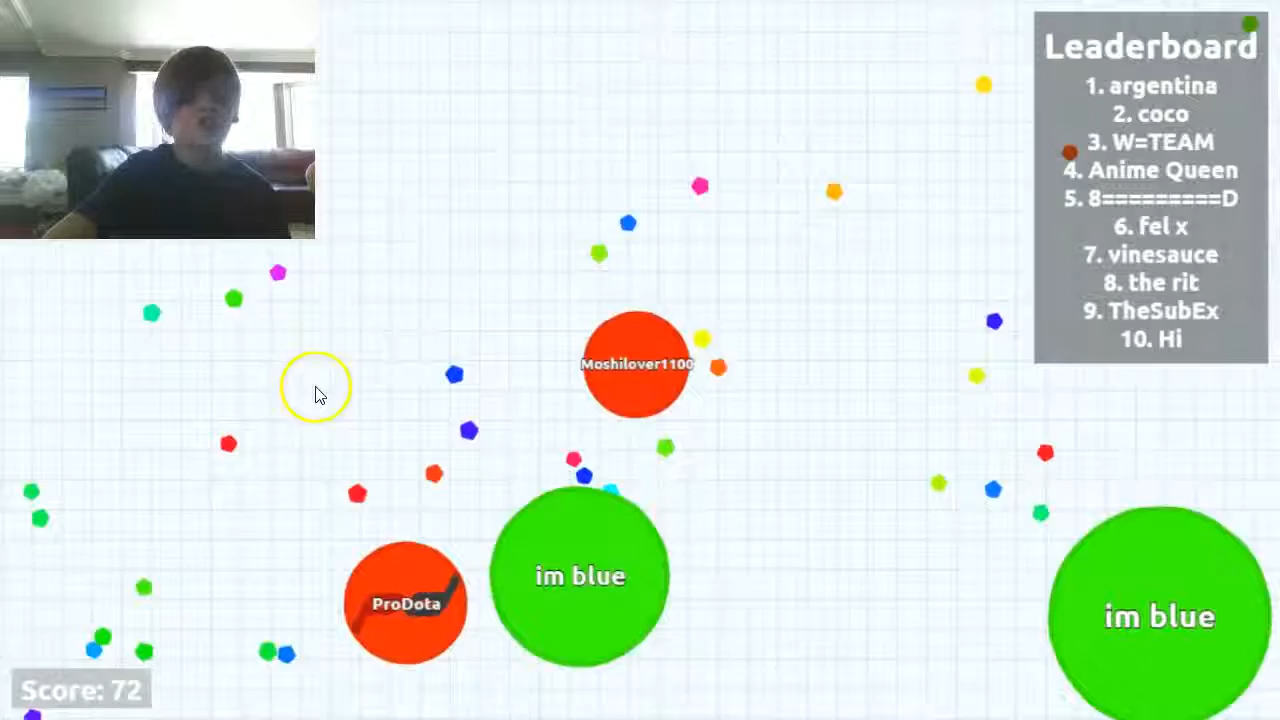 Leaderboard
1. argentina
2. coco
3. W=TEAM
4. Anime Queen
5. 8=========D
6. fel x
7. vinesauce
8. the rit
9. TheSubEx
10. Hi
Moshilover1100
im blue
ProDota
im blue
Score: 72